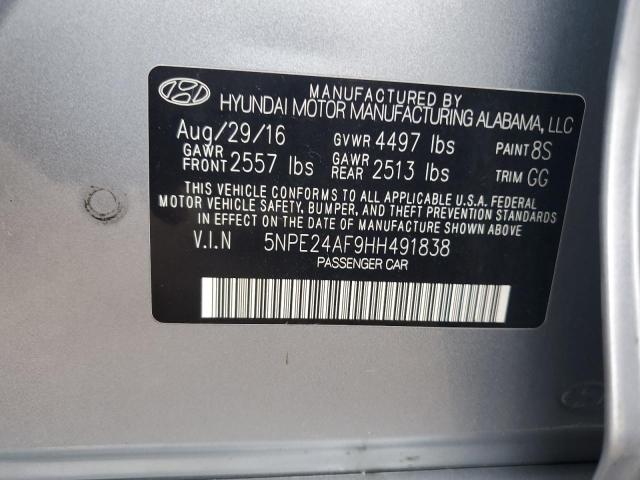 MANUFACTURED BY
HYUNDAI MOTOR MANUFACTURING ALABAMA, LLC
Aug/29/16 GVWR 4497 lbs PAINT 8S
GAWR FRONT 2557 lbs GAWR REAR 2513 lbs TRIM GG
THIS VEHICLE CONFORMS TO ALL APPLICABLE U.S.A. FEDERAL
MOTOR VEHICLE SAFETY, BUMPER, AND THEFT PREVENTION STANDARDS
IN EFFECT ON THE DATE OF MANUFACTURE SHOWN ABOVE.
V.I.N 5NPE24AF9HH491838
PASSENGER CAR